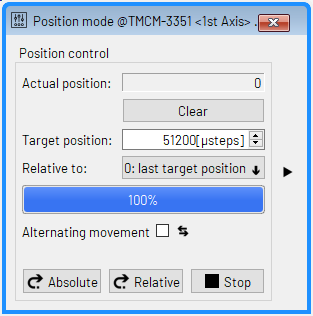 Position mode @TMCM-3351 <1st Axis> .
Position control
Actual position: 0
Clear
Target position: 51200[µsteps]
Relative to: 0: last target position
100%
Alternating movement
Absolute Relative Stop